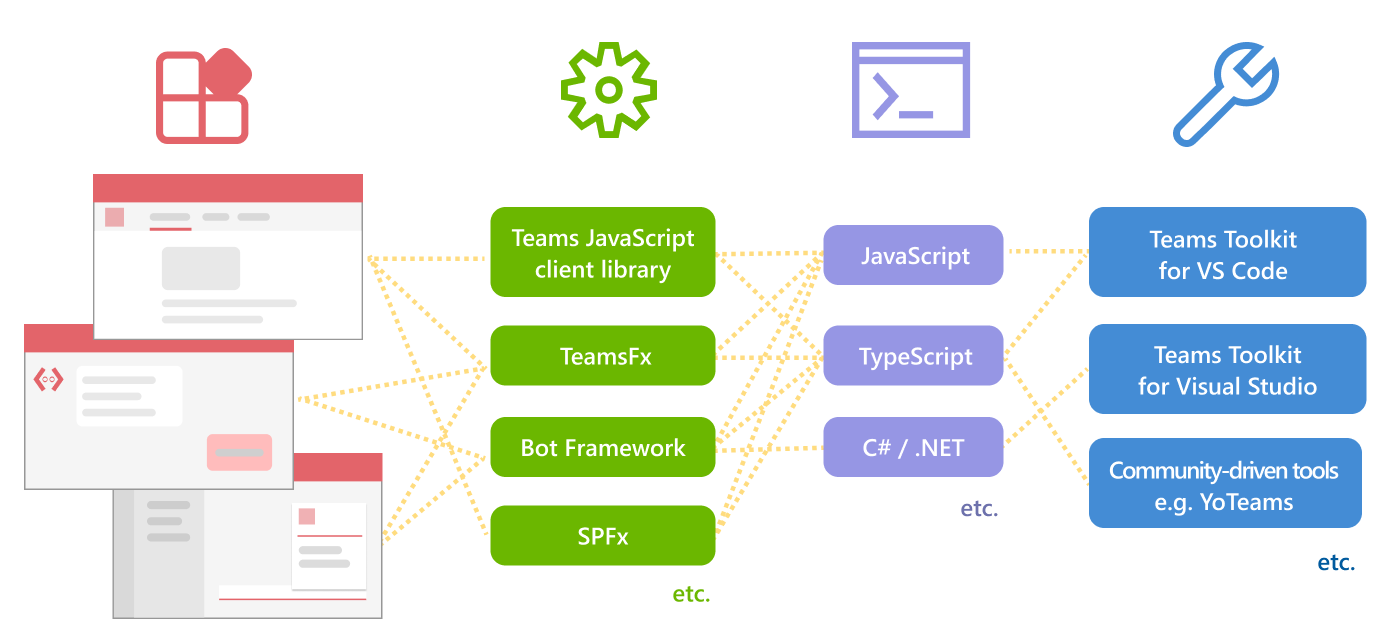 Teams JavaScript
client library
TeamsFx
Bot Framework
SPFx
etc.
JavaScript
TypeScript
C# / .NET
etc.
Teams Toolkit
for VS Code
Teams Toolkit
for Visual Studio
Community-driven tools
e.g. YoTeams
etc.